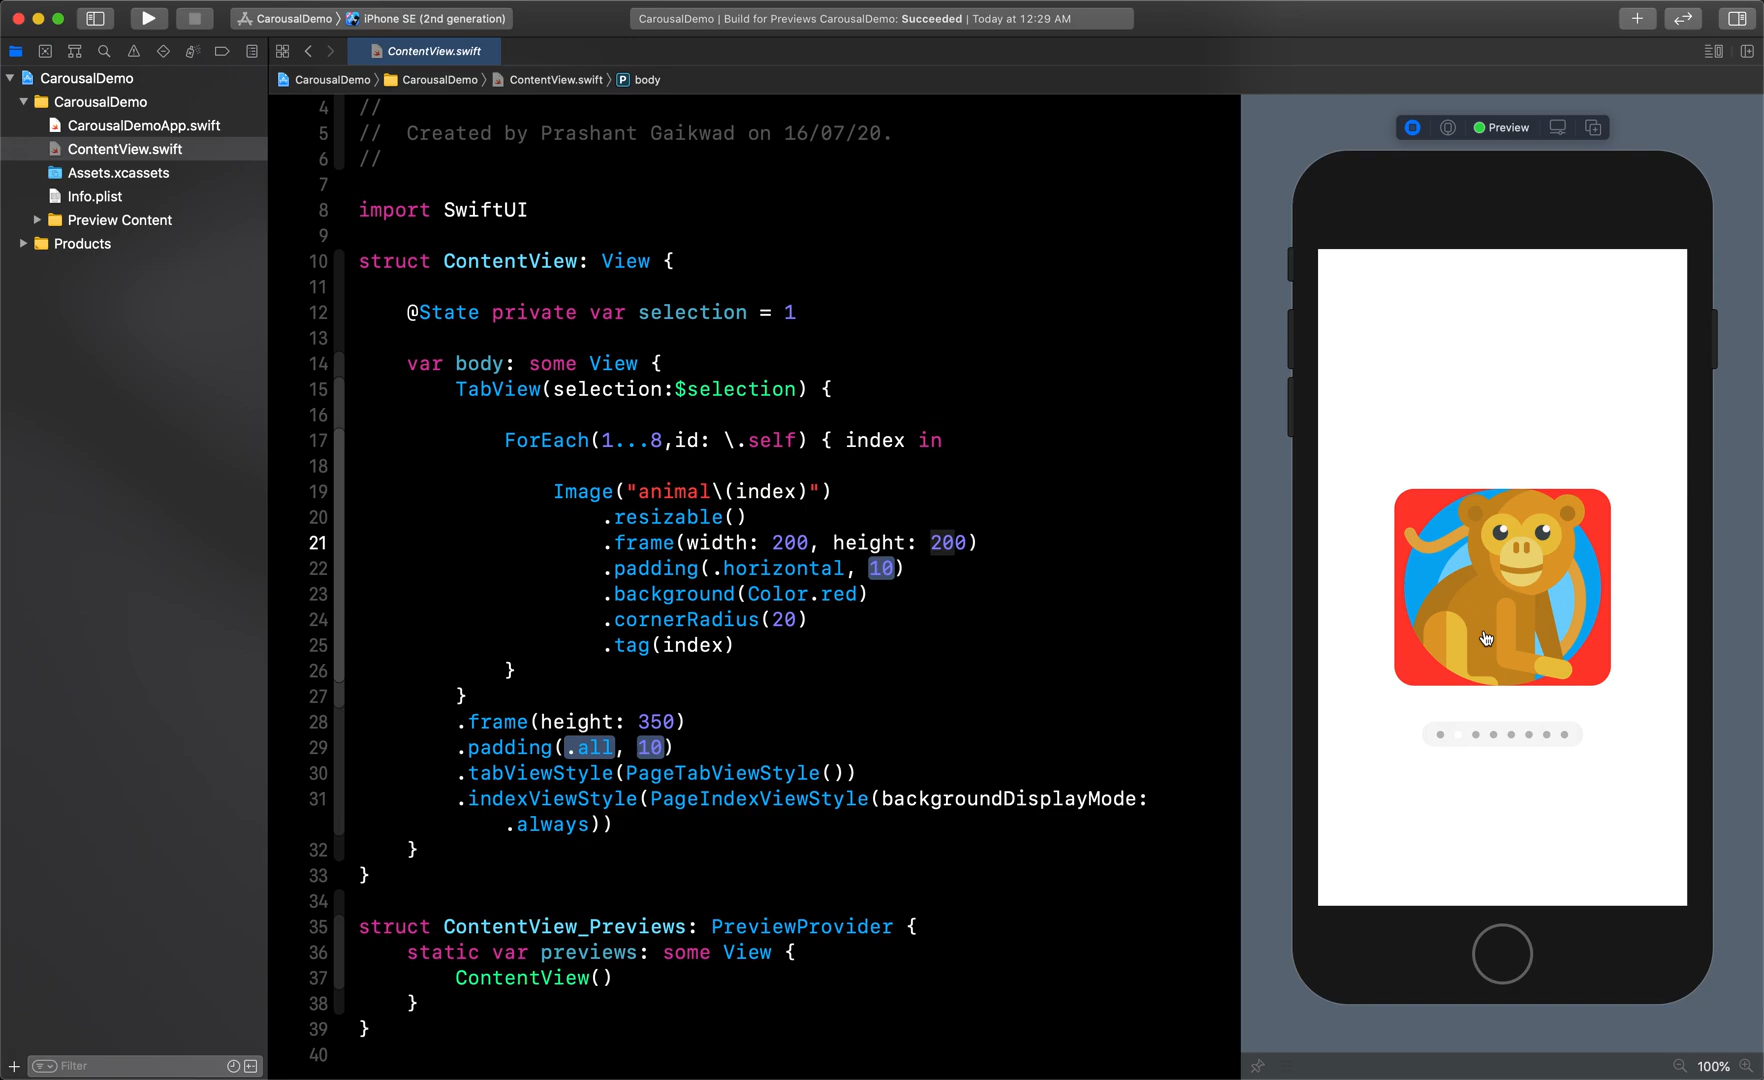 CarousalDemo iPhone SE (2nd generation)
CarousalDemo | Build for Previews CarousalDemo: Succeeded | Today at 12:29 AM
ContentView.swift
CarousalDemo CarousalDemo ContentView.swift P body
CarousalDemo
CarousalDemo
CarousalDemoApp.swift
ContentView.swift
Assets.xcassets
Info.plist
Preview Content
Products
4 //
5 //  Created by Prashant Gaikwad on 16/07/20.
6 //
7
8 import SwiftUI
9
10 struct ContentView: View {
11
12 @State private var selection = 1
13
14 var body: some View {
15 TabView(selection:$selection) {
16
17 ForEach(1...8,id: \.self) { index in
18
19 Image("animal\(index)")
20 .resizable()
21 .frame(width: 200, height: 200)
22 .padding(.horizontal, 10)
23 .background(Color.red)
24 .cornerRadius(20)
25 .tag(index)
26 }
27 }
28 .frame(height: 350)
29 .padding(.all, 10)
30 .tabViewStyle(PageTabViewStyle())
31 .indexViewStyle(PageIndexViewStyle(backgroundDisplayMode:
.always))
32 }
33 }
34
35 struct ContentView_Previews: PreviewProvider {
36 static var previews: some View {
37 ContentView()
38 }
39 }
40
Preview
Filter
100%